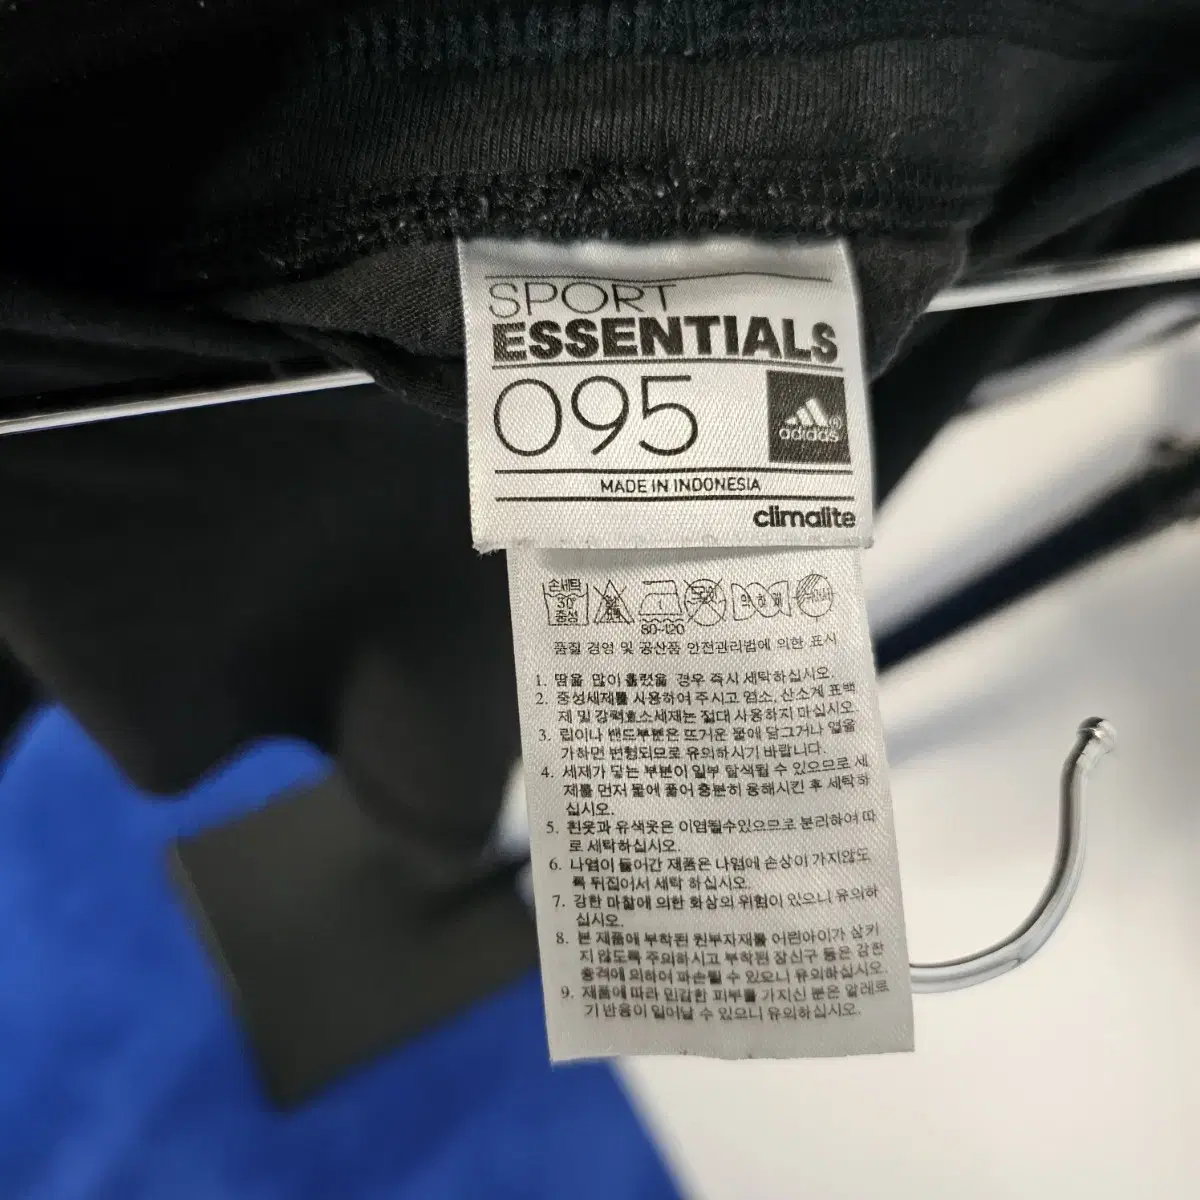 SPORT
ESSENTIALS
095
adidas
MADE IN INDONESIA
climalite
손세탁
30°
중성
80~120
품질 경영 및 공산품 안전관리법에 의한 표시
1. 땀을 많이 흘렸을 경우 즉시 세탁하십시오.
2. 중성세제를 사용하여 주시고 염소, 산소계 표백
제 및 강력효소세제는 절대 사용하지 마십시오.
3. 립이나 밴드부분은 뜨거운 물에 담그거나 열을
가하면 변형되므로 유의하시기 바랍니다.
4. 세제가 닿는 부분이 일부 탈색될 수 있으므로 세
제를 먼저 물에 풀어 충분히 용해시킨 후 세탁하
십시오.
5. 흰옷과 유색옷은 이염될수있으므로 분리하여 따
로 세탁하십시오.
6. 나염이 들어간 제품은 나염에 손상이 가지않도
록 뒤집어서 세탁 하십시오.
7. 강한 마찰에 의한 화상의 위험이 있으니 유의하
십시오.
8. 본 제품에 부착된 원부자재를 어린아이가 삼키
지 않도록 주의하시고 부착된 장신구 등은 강한
충격에 의하여 파손될 수 있으니 유의하십시오.
9. 제품에 따라 민감한 피부를 가지신 분은 알레르
기 반응이 일어날 수 있으니 유의하십시오.